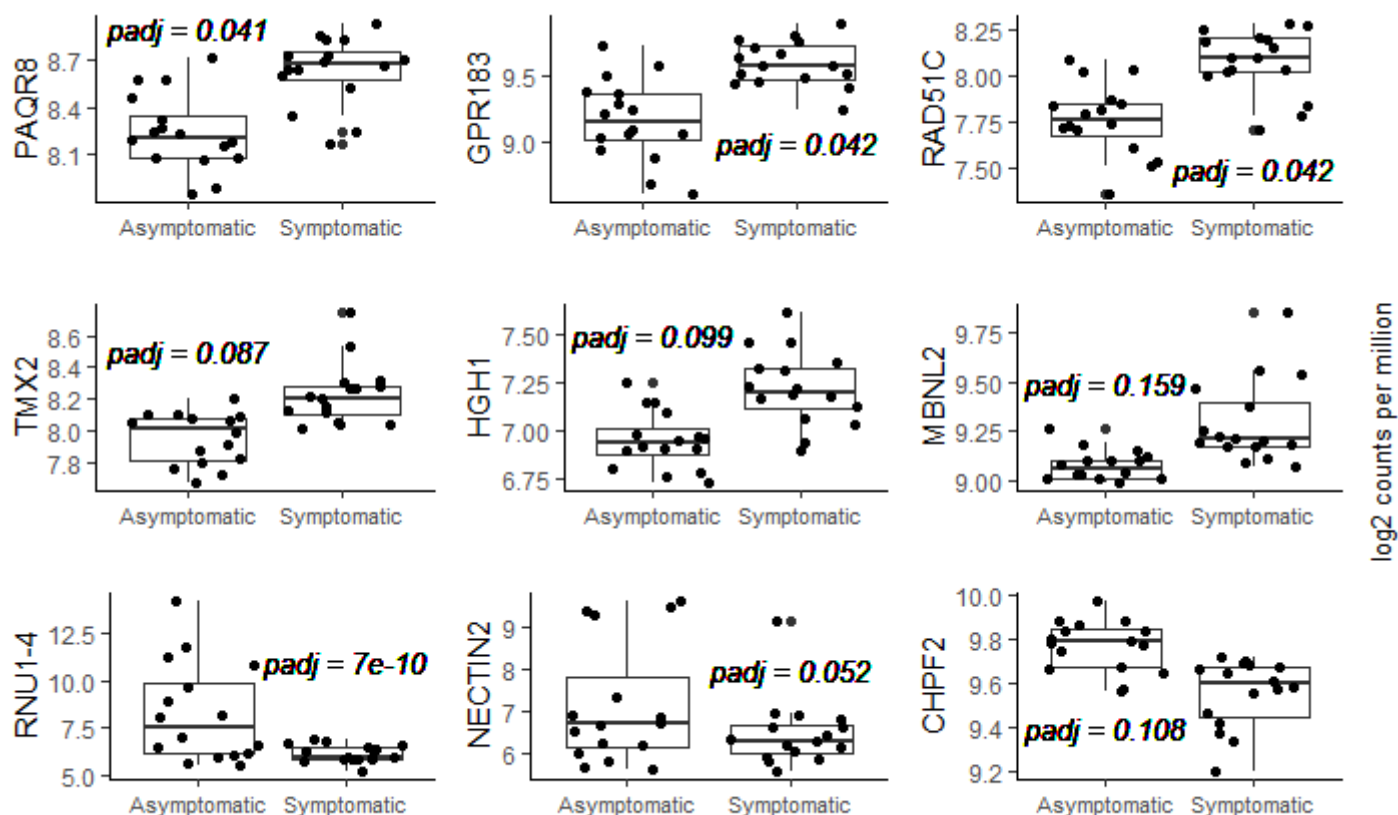 PAQR8
8.7
8.4
8.1
padj = 0.041
Asymptomatic Symptomatic
GPR183
9.5
9.0
padj = 0.042
Asymptomatic Symptomatic
RAD51C
8.25
8.00
7.75
7.50
padj = 0.042
Asymptomatic Symptomatic
TMX2
8.6
8.4
8.2
8.0
7.8
padj = 0.087
Asymptomatic Symptomatic
HGH1
7.50
7.25
7.00
6.75
padj = 0.099
Asymptomatic Symptomatic
MBNL2
9.75
9.50
9.25
9.00
padj = 0.159
Asymptomatic Symptomatic
log2 counts per million
RNU1-4
12.5
10.0
7.5
5.0
padj = 7e-10
Asymptomatic Symptomatic
NECTIN2
9
8
7
6
padj = 0.052
Asymptomatic Symptomatic
CHPF2
10.0
9.8
9.6
9.4
9.2
padj = 0.108
Asymptomatic Symptomatic